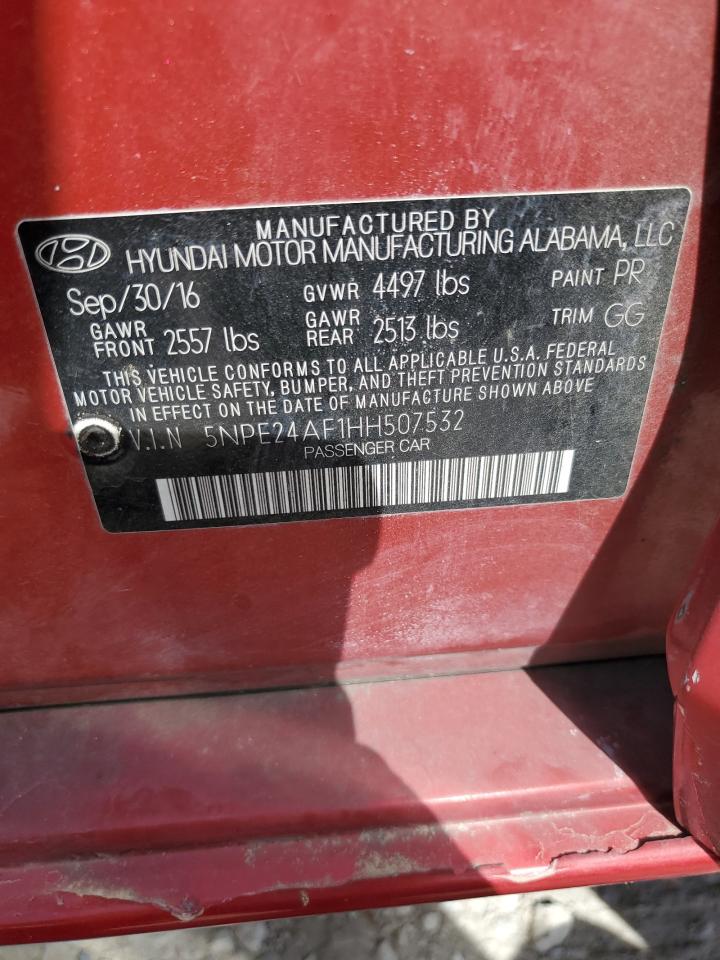 MANUFACTURED BY
HYUNDAI MOTOR MANUFACTURING ALABAMA, LLC
Sep/30/16 GVWR 4497 lbs PAINT PR
GAWR FRONT 2557 lbs GAWR REAR 2513 lbs TRIM GG
THIS VEHICLE CONFORMS TO ALL APPLICABLE U.S.A. FEDERAL
MOTOR VEHICLE SAFETY, BUMPER, AND THEFT PREVENTION STANDARDS
IN EFFECT ON THE DATE OF MANUFACTURE SHOWN ABOVE
V.I.N 5NPE24AF1HH507532
PASSENGER CAR